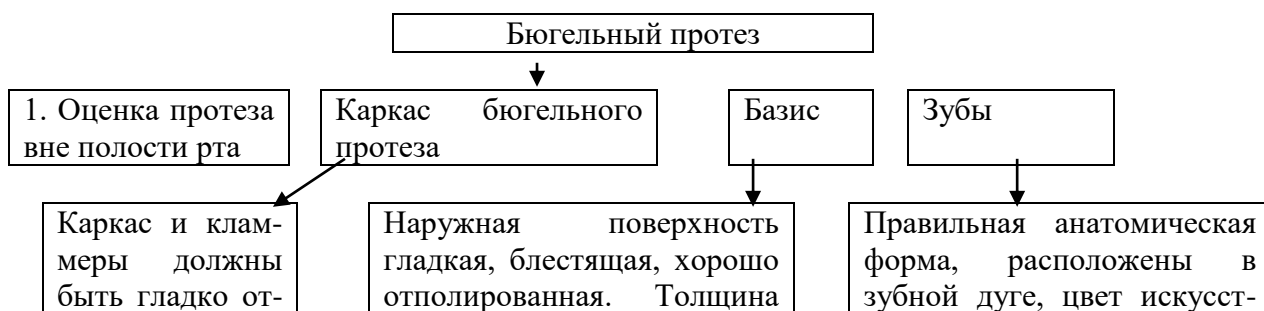 Бюгельный протез
1. Оценка протеза
вне полости рта
Каркас бюгельного
протеза
Базис
Зубы
Каркас и клам-
меры должны
быть гладко от-
Наружная поверхность
гладкая, блестящая, хорошо
отполированная. Толщина
Правильная анатомическая
форма, расположены в
зубной дуге, цвет искусст-